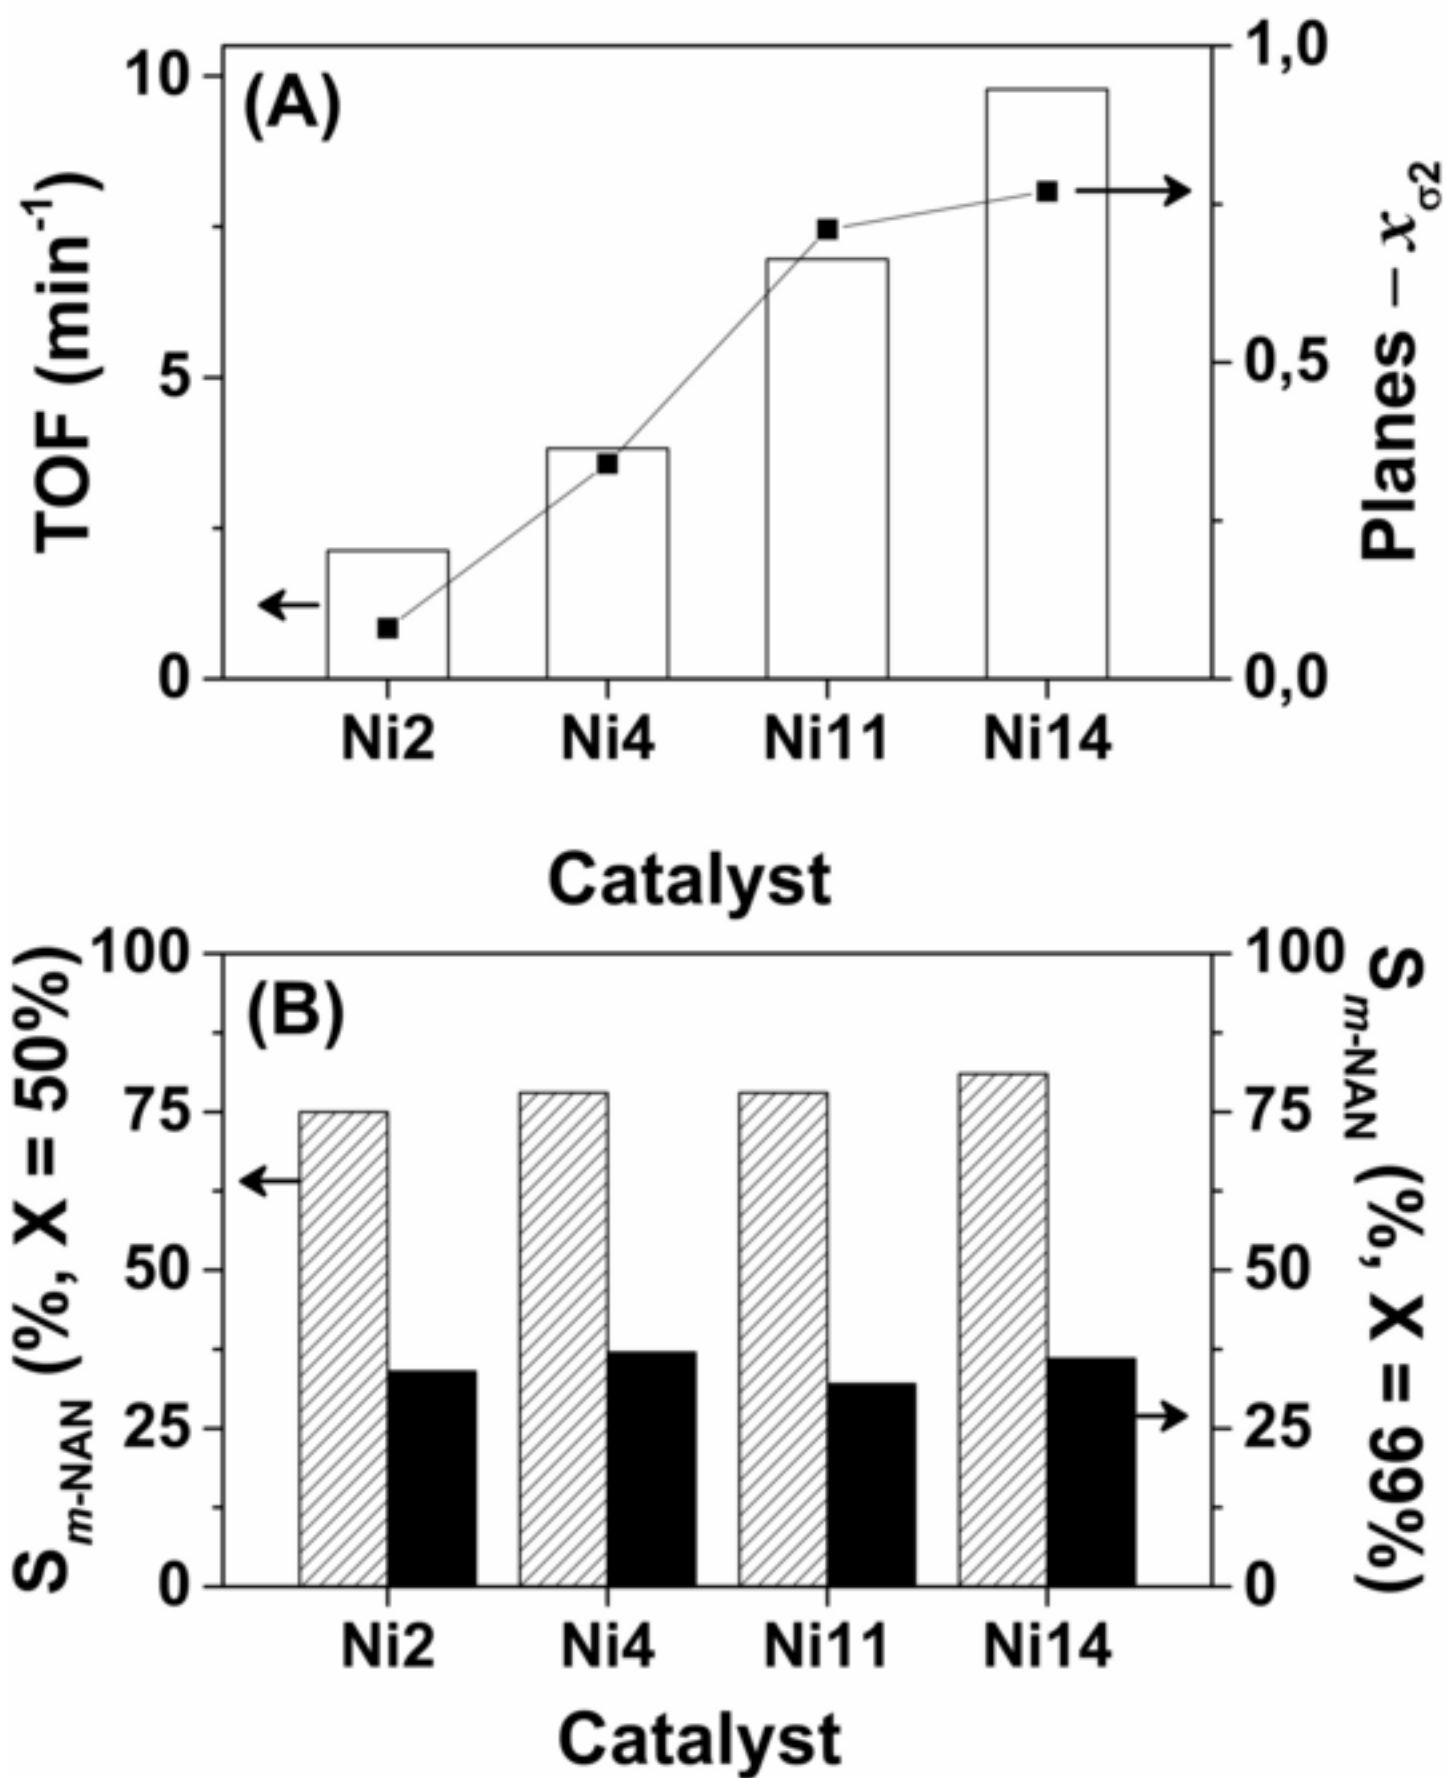 (A)
TOF (min⁻¹)
10
5
0
1,0
0,5
0,0
Planes – xσ2
Ni2 Ni4 Ni11 Ni14
Catalyst
(B)
Sm-NAN (%, X = 50%)
100
75
50
25
0
100
75
50
25
0
Sm-NAN (%, X = 99%)
Ni2 Ni4 Ni11 Ni14
Catalyst